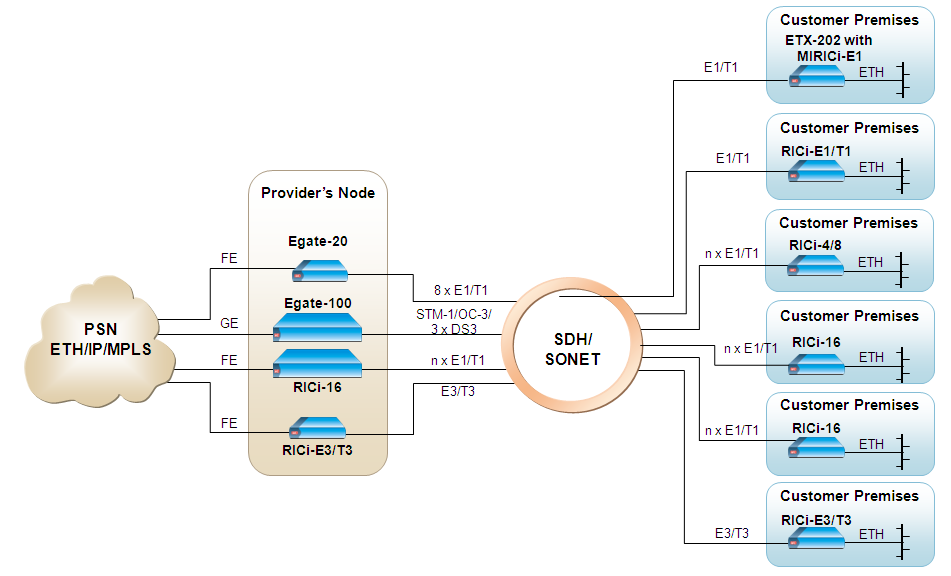 PSN
ETH/IP/MPLS
FE
GE
FE
FE
Provider's Node
Egate-20
Egate-100
RICi-16
RICi-E3/T3
8 x E1/T1
STM-1/OC-3/
3 x DS3
n x E1/T1
E3/T3
SDH/
SONET
E1/T1
E1/T1
n x E1/T1
n x E1/T1
n x E1/T1
E3/T3
Customer Premises
ETX-202 with
MIRICi-E1
ETH
Customer Premises
RICi-E1/T1
ETH
Customer Premises
RICi-4/8
ETH
Customer Premises
RICi-16
ETH
Customer Premises
RICi-16
ETH
Customer Premises
RICi-E3/T3
ETH